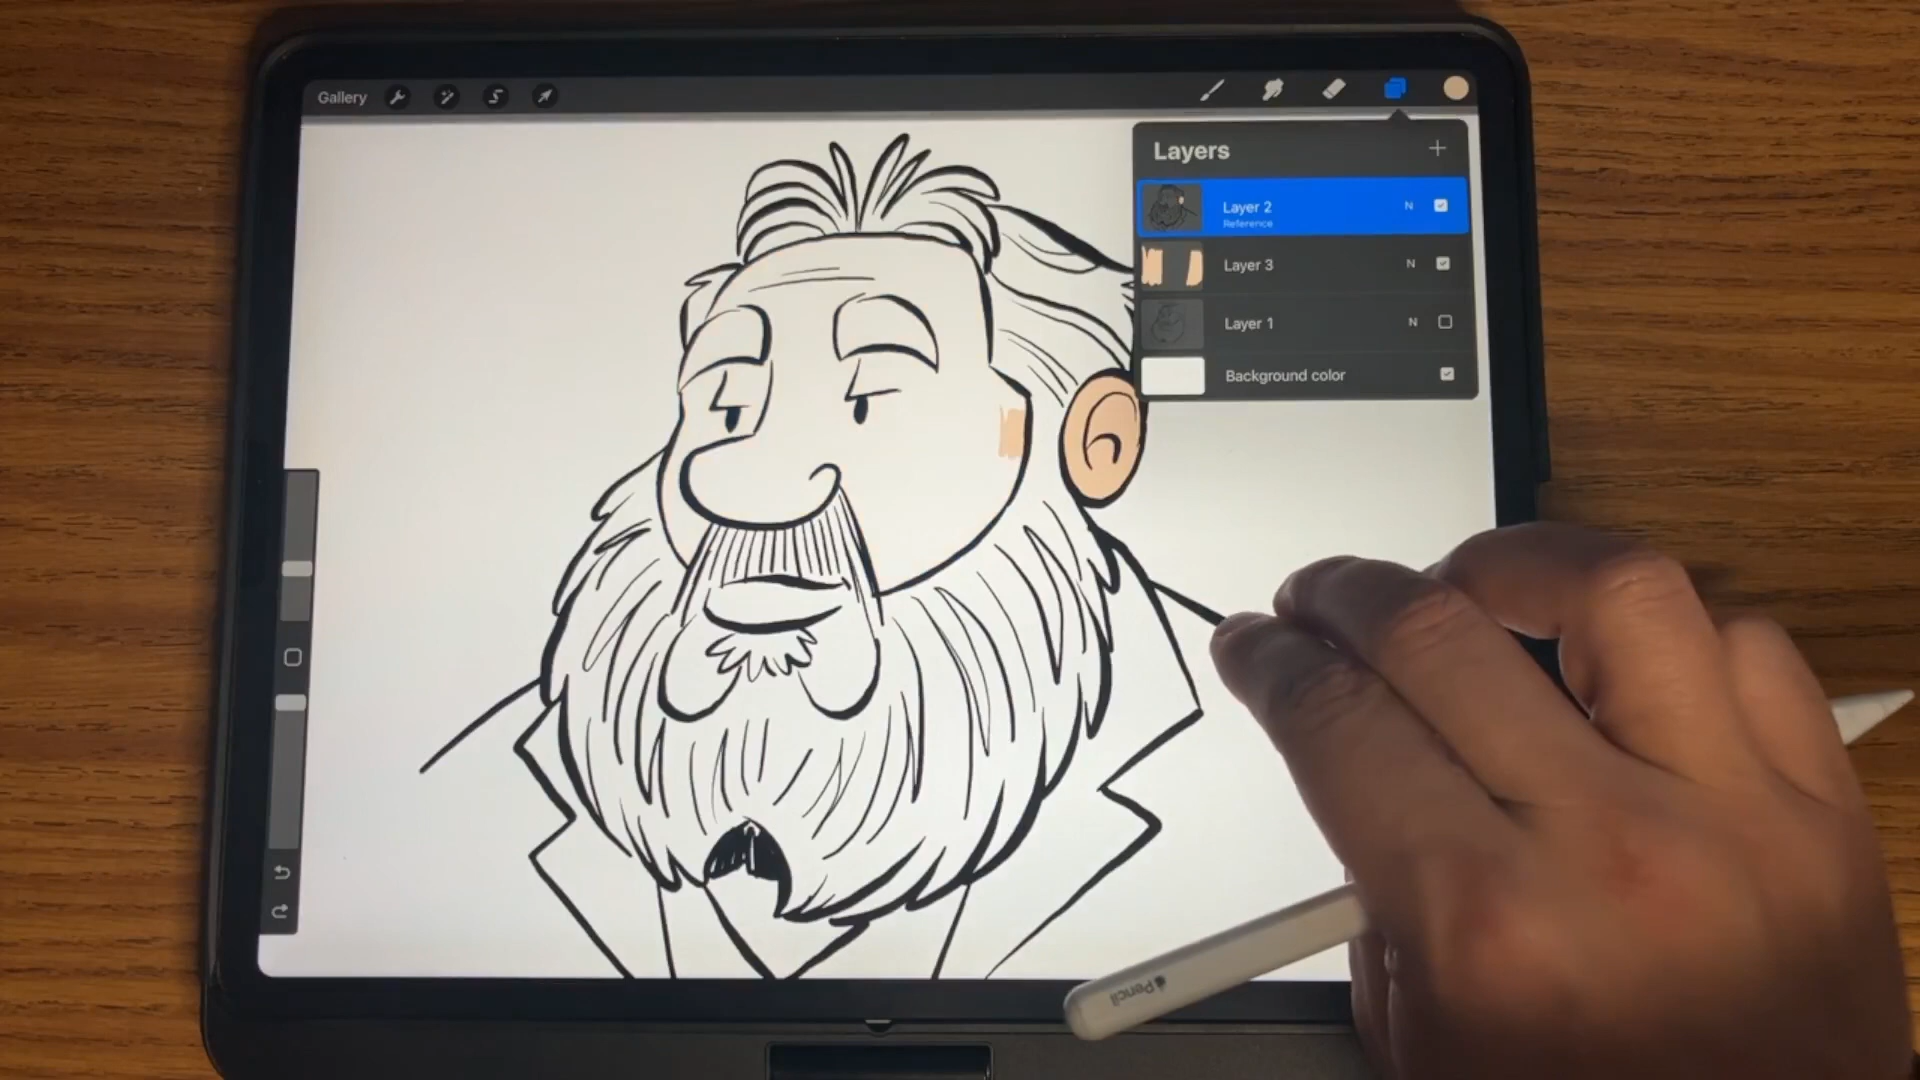 Gallery
Layers
Layer 2 N
Reference
Layer 3 N
Layer 1 N
Background color
Pencil